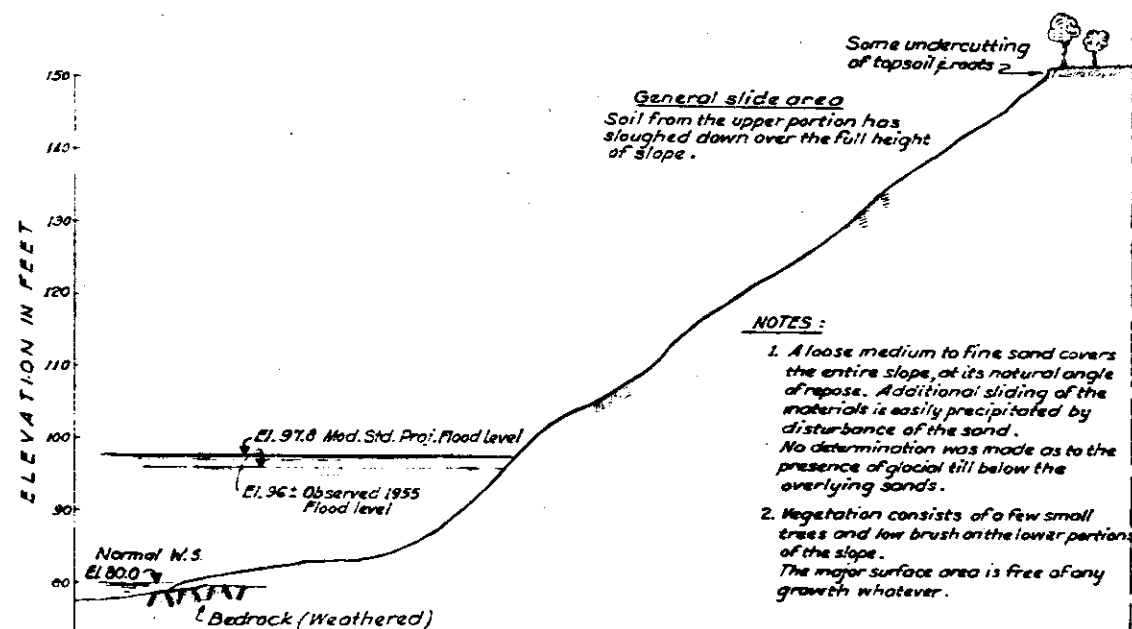 Some undercutting
of topsoil & roots
General slide area
Soil from the upper portion has
sloughed down over the full height
of slope.
ELEVATION IN FEET
150
140
130
120
110
100
90
80
El. 97.8 Mod. Std. Proj. Flood level
El. 96± Observed 1955
Flood level
Normal W.S.
El. 80.0
Bedrock (Weathered)
NOTES:
1. A loose medium to fine sand covers
the entire slope, at its natural angle
of repose. Additional sliding of the
materials is easily precipitated by
disturbance of the sand.
No determination was made as to the
presence of glacial till below the
overlying sands.
2. Vegetation consists of a few small
trees and low brush on the lower portions
of the slope.
The major surface area is free of any
growth whatever.